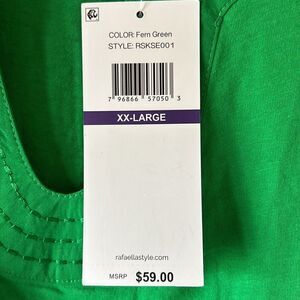 COLOR: Fern Green
STYLE: RSKSE001
7 96866 57050 3
XX-LARGE
rafaellastyle.com
MSRP $59.00